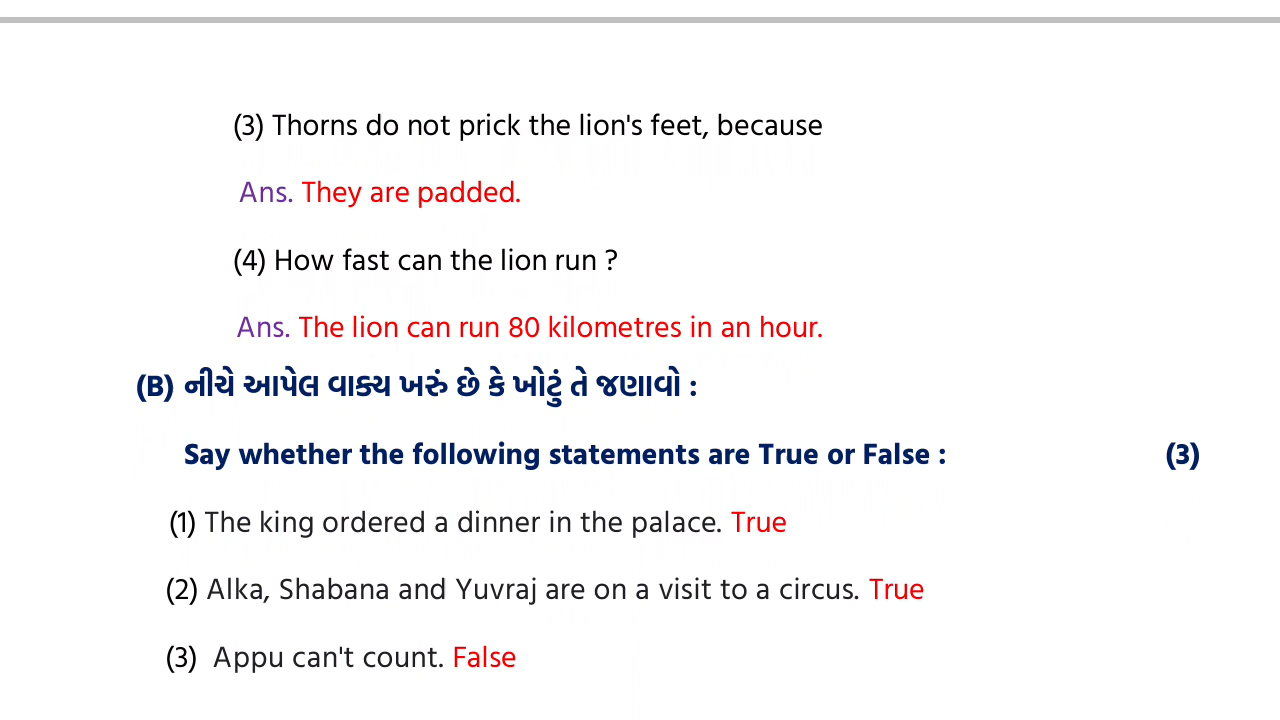 (3) Thorns do not prick the lion's feet, because
Ans. They are padded.
(4) How fast can the lion run ?
Ans. The lion can run 80 kilometres in an hour.
(B) નીચે આપેલ વાક્ય ખરું છે કે ખોટું તે જણાવો :
Say whether the following statements are True or False : (3)
(1) The king ordered a dinner in the palace. True
(2) Alka, Shabana and Yuvraj are on a visit to a circus. True
(3) Appu can't count. False